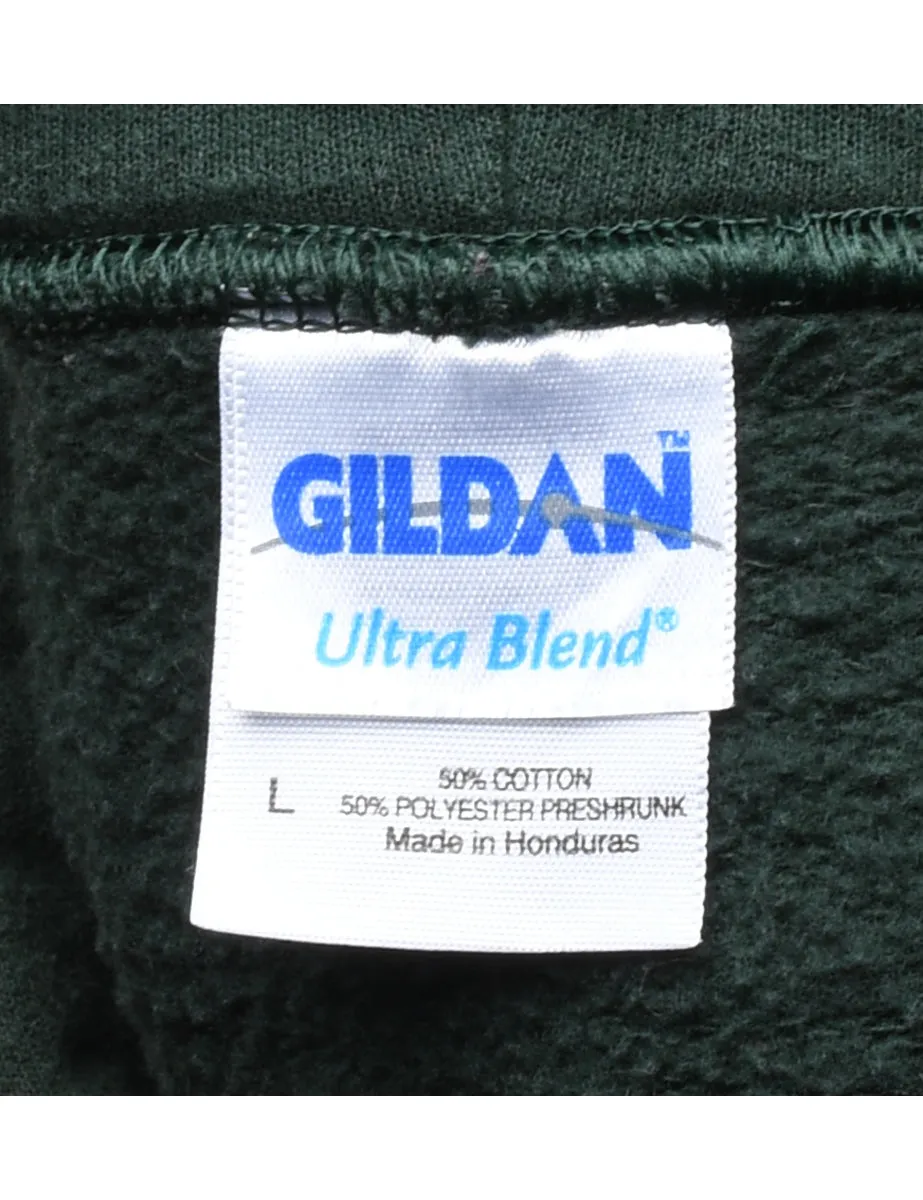 GILDAN™
Ultra Blend®
L
50% COTTON
50% POLYESTER PRESHRUNK
Made in Honduras